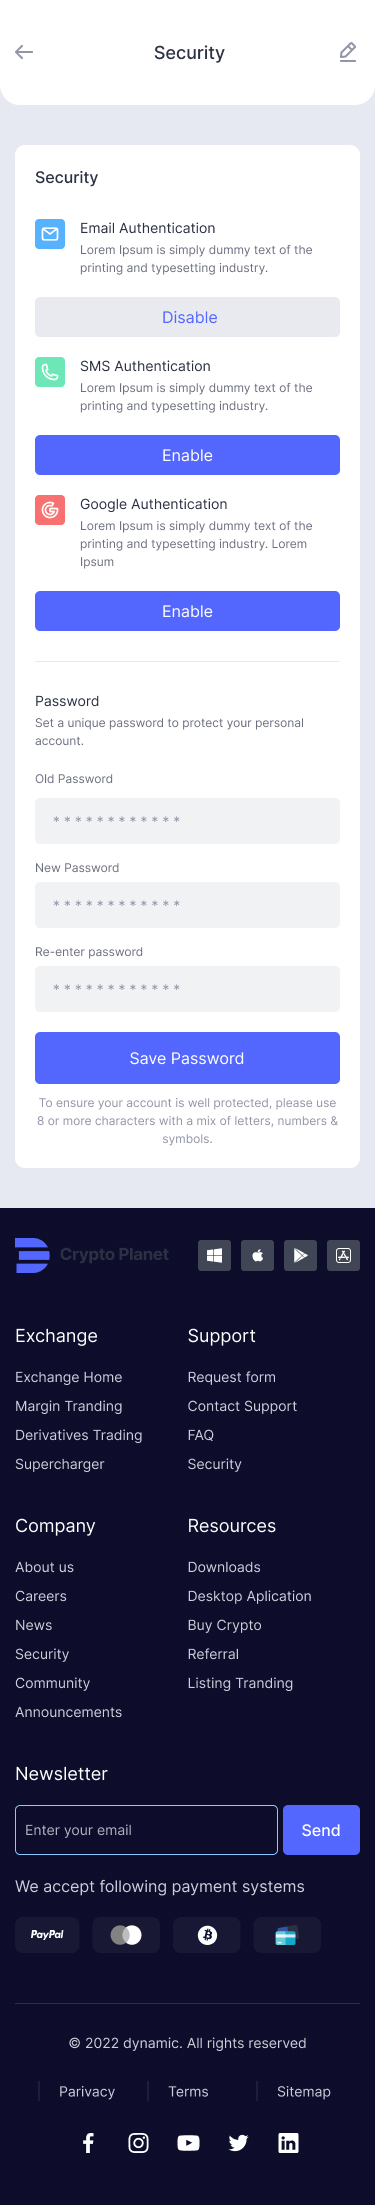 Security
Security
Email Authentication
Lorem Ipsum is simply dummy text of the
printing and typesetting industry.
Disable
SMS Authentication
Lorem Ipsum is simply dummy text of the
printing and typesetting industry.
Enable
Google Authentication
Lorem Ipsum is simply dummy text of the
printing and typesetting industry. Lorem
Ipsum
Enable
Password
Set a unique password to protect your personal
account.
Old Password
* * * * * * * * * * * *
New Password
* * * * * * * * * * * *
Re-enter password
* * * * * * * * * * * *
Save Password
To ensure your account is well protected, please use
8 or more characters with a mix of letters, numbers &
symbols.
Crypto Planet
Exchange
Exchange Home
Margin Tranding
Derivatives Trading
Supercharger
Support
Request form
Contact Support
FAQ
Security
Company
About us
Careers
News
Security
Community
Announcements
Resources
Downloads
Desktop Aplication
Buy Crypto
Referral
Listing Tranding
Newsletter
Enter your email
Send
We accept following payment systems
PayPal
© 2022 dynamic. All rights reserved
Parivacy
Terms
Sitemap